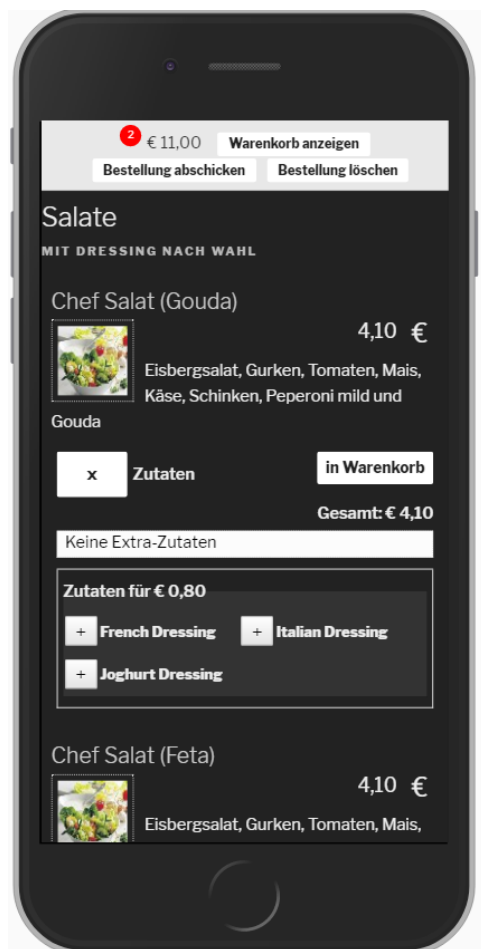 2 € 11,00 Warenkorb anzeigen
Bestellung abschicken Bestellung löschen
Salate
MIT DRESSING NACH WAHL
Chef Salat (Gouda)
4,10 €
Eisbergsalat, Gurken, Tomaten, Mais,
Käse, Schinken, Peperoni mild und
Gouda
x Zutaten in Warenkorb
Gesamt: € 4,10
Keine Extra-Zutaten
Zutaten für € 0,80
+ French Dressing + Italian Dressing
+ Joghurt Dressing
Chef Salat (Feta)
4,10 €
Eisbergsalat, Gurken, Tomaten, Mais,